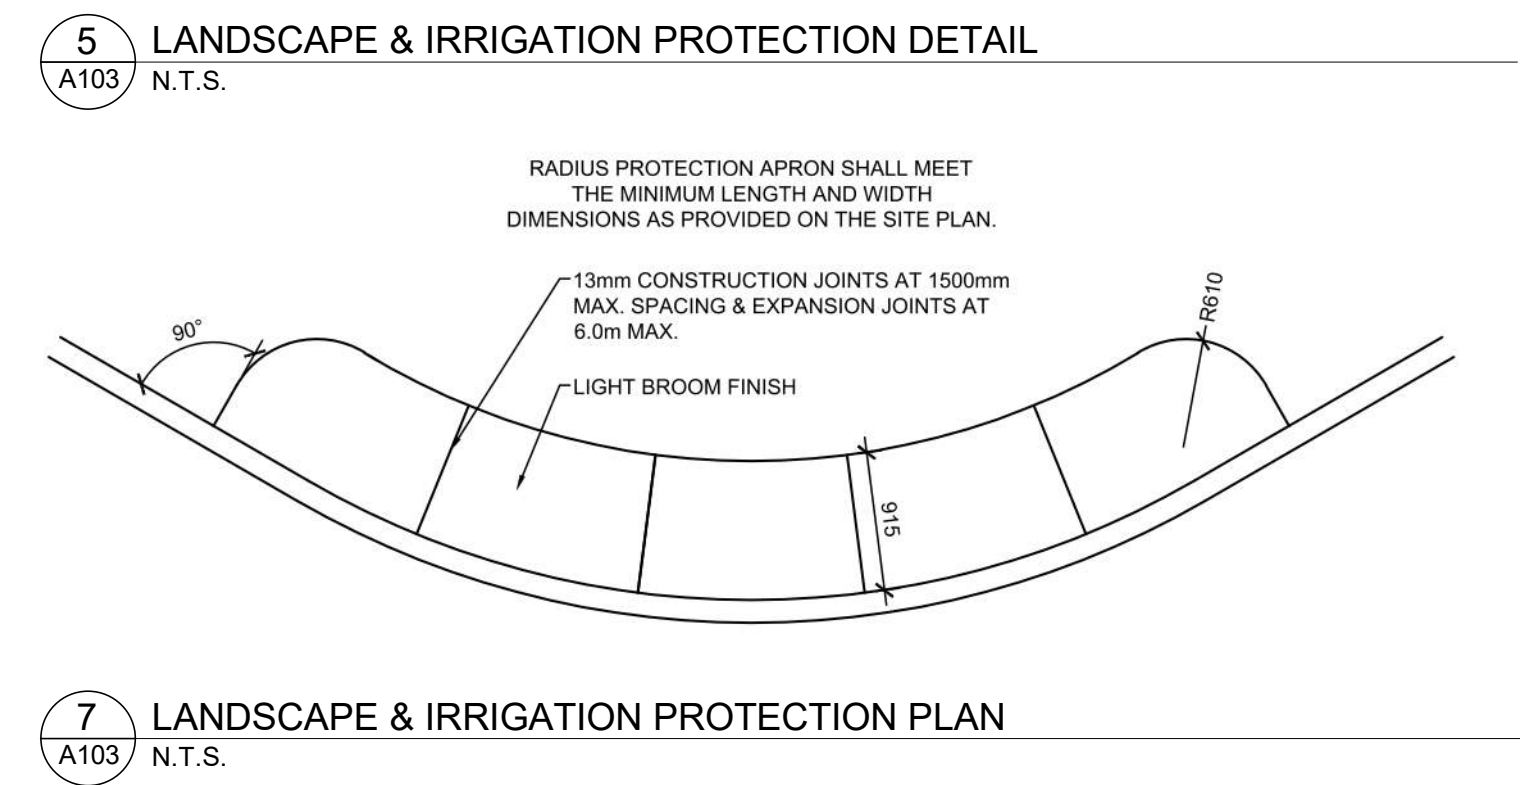 5
A103
LANDSCAPE & IRRIGATION PROTECTION DETAIL
N.T.S.
RADIUS PROTECTION APRON SHALL MEET
THE MINIMUM LENGTH AND WIDTH
DIMENSIONS AS PROVIDED ON THE SITE PLAN.
13mm CONSTRUCTION JOINTS AT 1500mm
MAX. SPACING & EXPANSION JOINTS AT
6.0m MAX.
LIGHT BROOM FINISH
90°
R610
915
7
A103
LANDSCAPE & IRRIGATION PROTECTION PLAN
N.T.S.